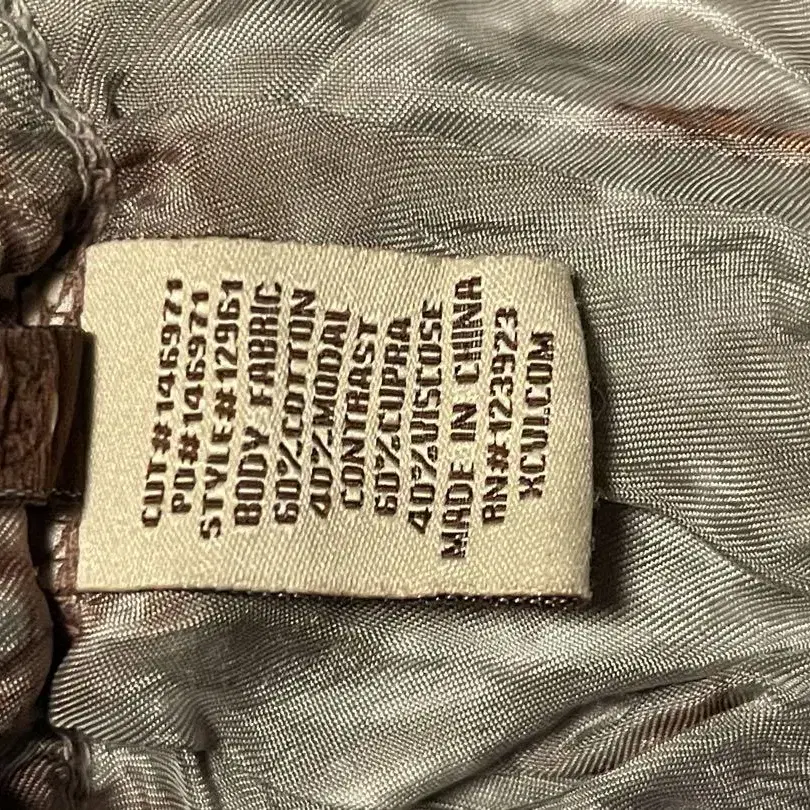 CUT#146971
PO#146971
STYLE#12961
BODY FABRIC
60%COTTON
40%MODAL
CONTRAST
60%CUPRA
40%VISCOSE
MADE IN CHINA
RN#123923
XCVI.COM